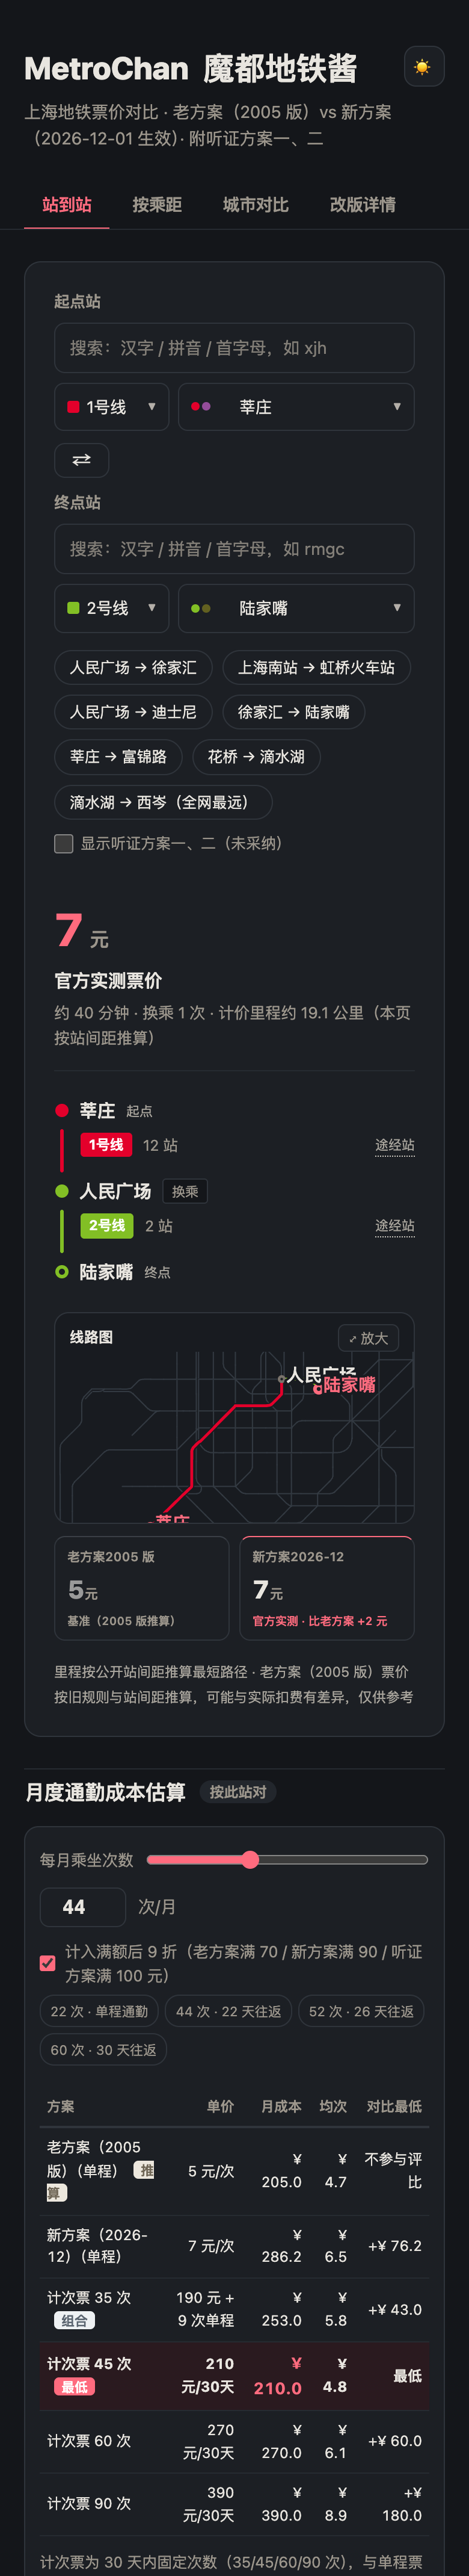 MetroChan 魔都地铁酱
上海地铁票价对比 · 老方案（2005 版）vs 新方案
（2026-12-01 生效）· 附听证方案一、二
站到站 按乘距 城市对比 改版详情
起点站
搜索：汉字 / 拼音 / 首字母，如 xjh
1号线 ▼ 莘庄 ▼
⇄
终点站
搜索：汉字 / 拼音 / 首字母，如 rmgc
2号线 ▼ 陆家嘴 ▼
人民广场 → 徐家汇 上海南站 → 虹桥火车站
人民广场 → 迪士尼 徐家汇 → 陆家嘴
莘庄 → 富锦路 花桥 → 滴水湖
滴水湖 → 西岑（全网最远）
显示听证方案一、二（未采纳）
7 元
官方实测票价
约 40 分钟 · 换乘 1 次 · 计价里程约 19.1 公里（本页
按站间距推算）
莘庄 起点
1号线 12 站 途经站
人民广场 换乘
2号线 2 站 途经站
陆家嘴 终点
线路图 ⤢ 放大
人民广场
陆家嘴
莘庄
老方案2005 版 新方案2026-12
5元 7元
基准（2005 版推算） 官方实测 · 比老方案 +2 元
里程按公开站间距推算最短路径 · 老方案（2005 版）票价
按旧规则与站间距推算，可能与实际扣费有差异，仅供参考
月度通勤成本估算 按此站对
每月乘坐次数
44 次/月
计入满额后 9 折（老方案满 70 / 新方案满 90 / 听证
方案满 100 元）
22 次 · 单程通勤 44 次 · 22 天往返 52 次 · 26 天往返
60 次 · 30 天往返
方案 单价 月成本 均次 对比最低
老方案（2005 版）（单程） 推算 5 元/次 ¥ 205.0 ¥ 4.7 不参与评比
新方案（2026-12）（单程） 7 元/次 ¥ 286.2 ¥ 6.5 +¥ 76.2
计次票 35 次 组合 190 元 + 9 次单程 ¥ 253.0 ¥ 5.8 +¥ 43.0
计次票 45 次 最低 210 元/30天 ¥ 210.0 ¥ 4.8 最低
计次票 60 次 270 元/30天 ¥ 270.0 ¥ 6.1 +¥ 60.0
计次票 90 次 390 元/30天 ¥ 390.0 ¥ 8.9 +¥ 180.0
计次票为 30 天内固定次数（35/45/60/90 次），与单程票